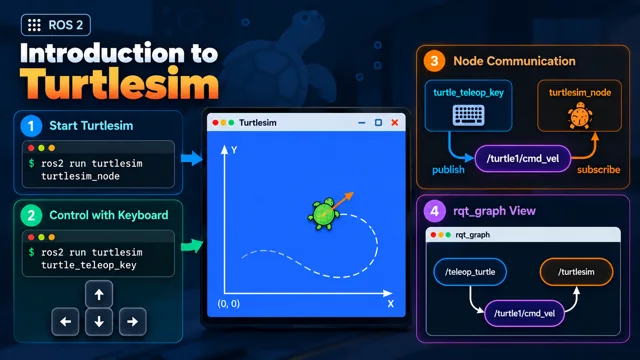 ROS 2
Introduction to
Turtlesim
1 Start Turtlesim
$ ros2 run turtlesim
turtlesim_node
2 Control with Keyboard
$ ros2 run turtlesim
turtle_teleop_key
Turtlesim
Y
(0, 0)
X
3 Node Communication
turtle_teleop_key
turtlesim_node
/turtle1/cmd_vel
publish
subscribe
4 rqt_graph View
rqt_graph
/teleop_turtle
/turtlesim
/turtle1/cmd_vel